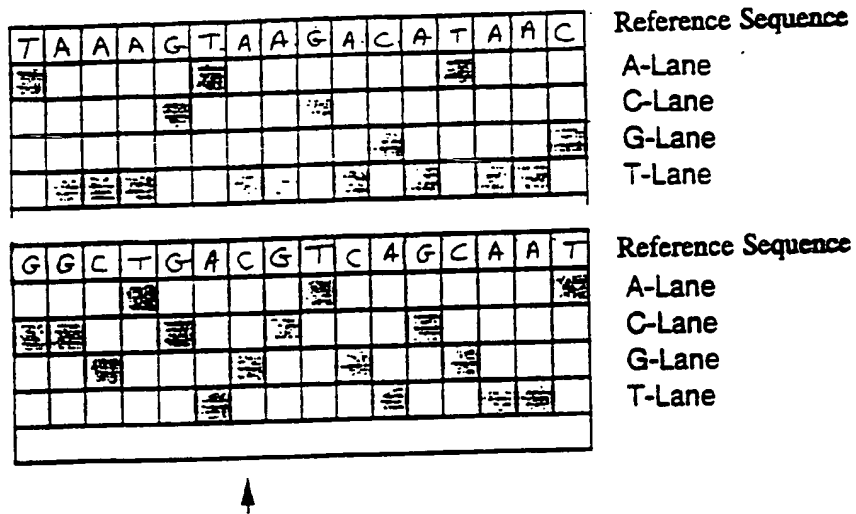 T A A A G T A A G A C A T A A C Reference Sequence
A-Lane
C-Lane
G-Lane
T-Lane
G G C T G A C G T C A G C A A T Reference Sequence
A-Lane
C-Lane
G-Lane
T-Lane